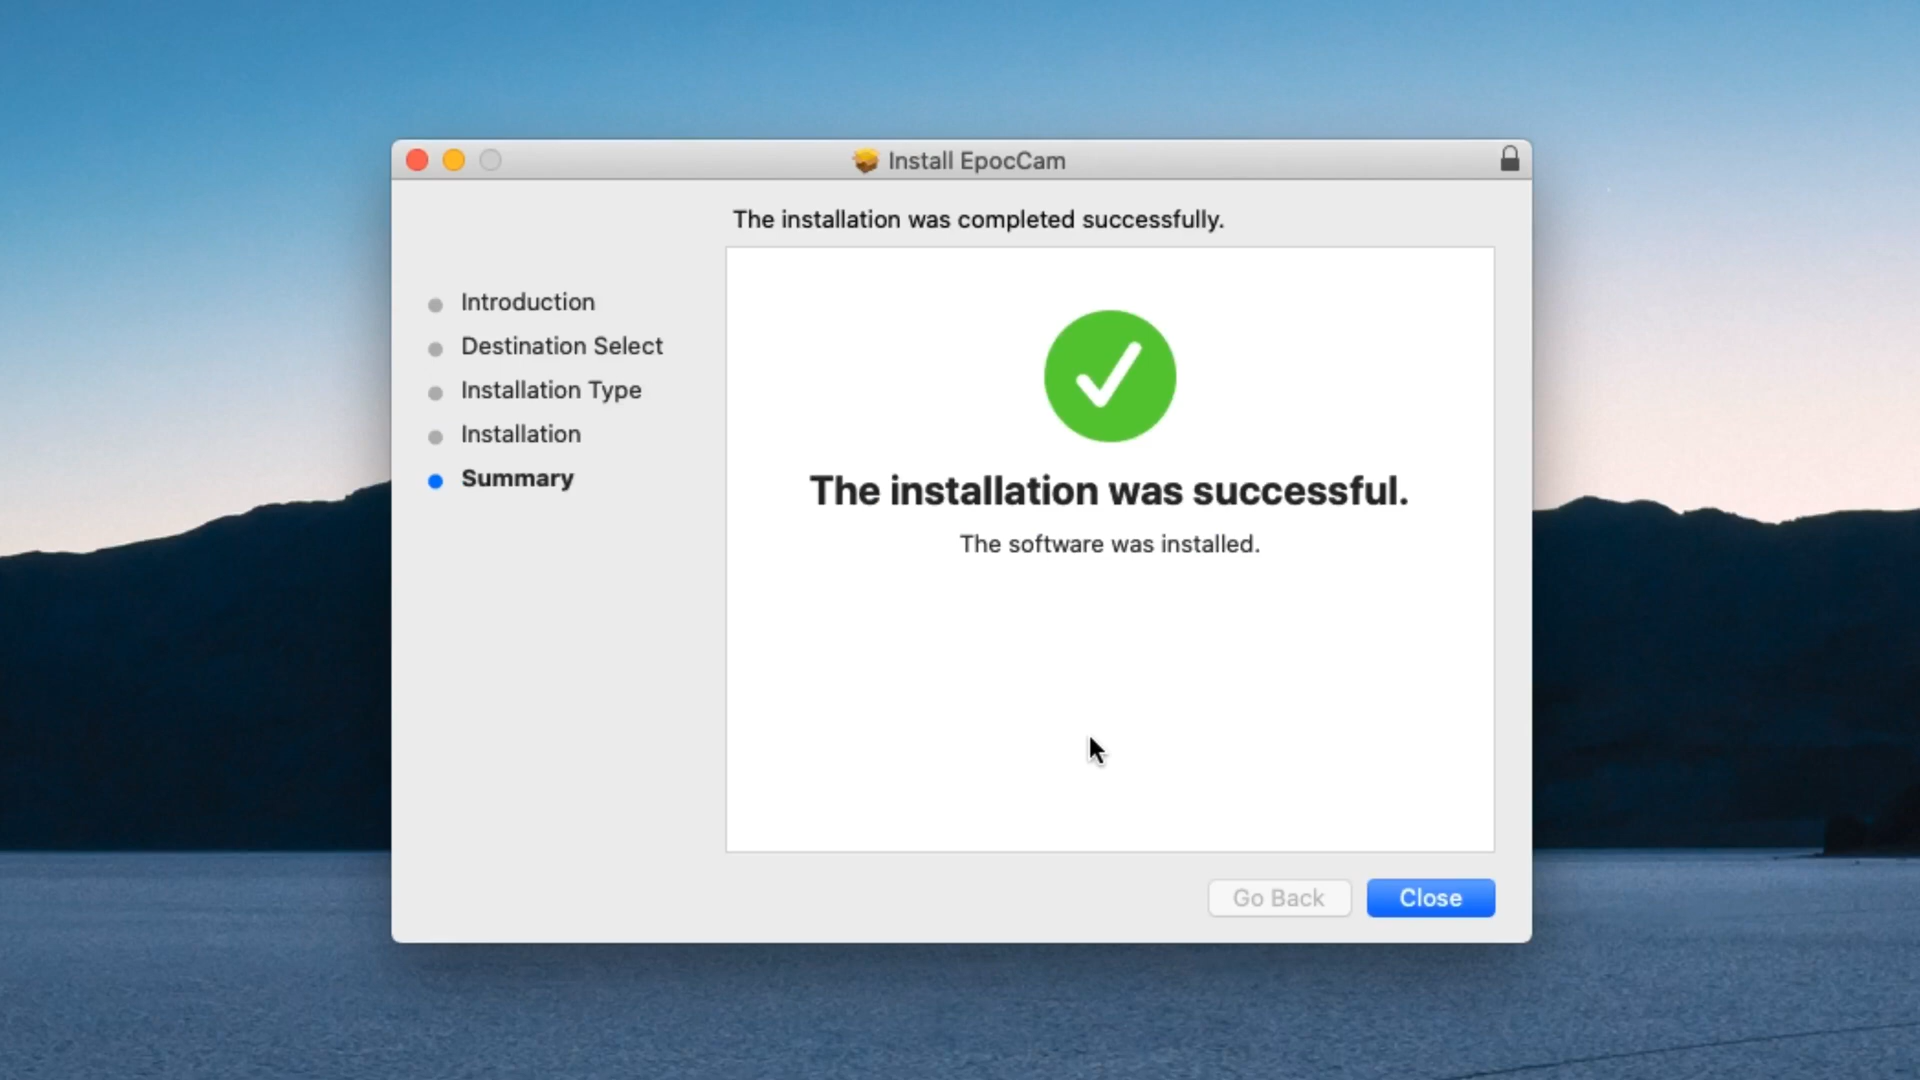 Install EpocCam
The installation was completed successfully.
Introduction
Destination Select
Installation Type
Installation
Summary
The installation was successful.
The software was installed.
Go Back
Close